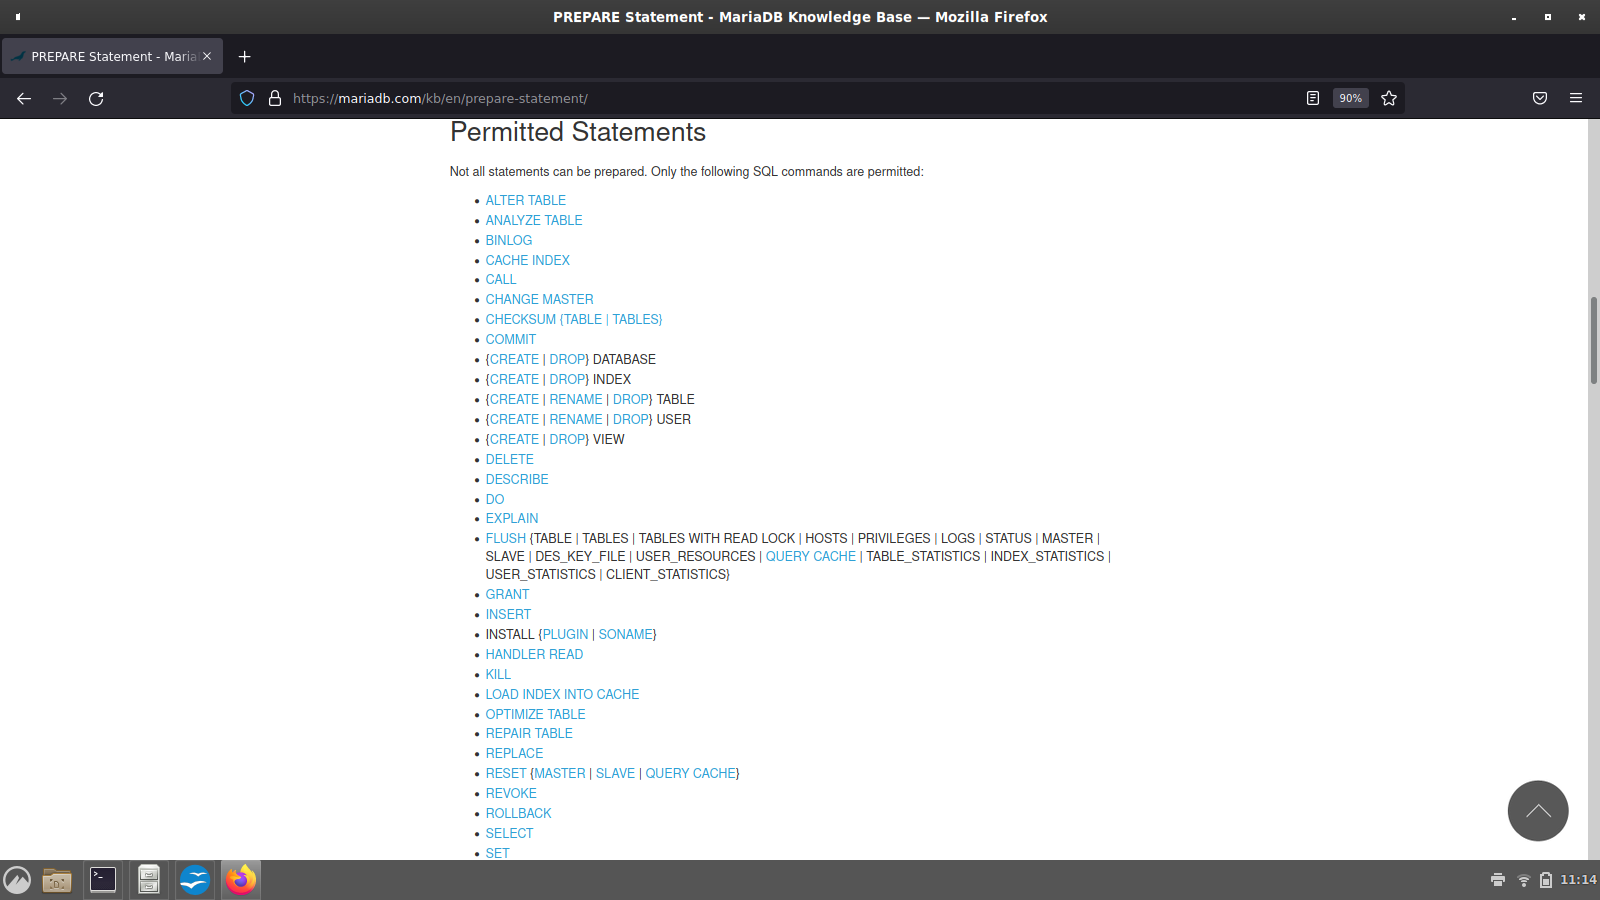 PREPARE Statement - MariaDB Knowledge Base — Mozilla Firefox
PREPARE Statement - Maria
https://mariadb.com/kb/en/prepare-statement/
90%
Permitted Statements
Not all statements can be prepared. Only the following SQL commands are permitted:
• ALTER TABLE
• ANALYZE TABLE
• BINLOG
• CACHE INDEX
• CALL
• CHANGE MASTER
• CHECKSUM {TABLE | TABLES}
• COMMIT
• {CREATE | DROP} DATABASE
• {CREATE | DROP} INDEX
• {CREATE | RENAME | DROP} TABLE
• {CREATE | RENAME | DROP} USER
• {CREATE | DROP} VIEW
• DELETE
• DESCRIBE
• DO
• EXPLAIN
• FLUSH {TABLE | TABLES | TABLES WITH READ LOCK | HOSTS | PRIVILEGES | LOGS | STATUS | MASTER |
SLAVE | DES_KEY_FILE | USER_RESOURCES | QUERY CACHE | TABLE_STATISTICS | INDEX_STATISTICS |
USER_STATISTICS | CLIENT_STATISTICS}
• GRANT
• INSERT
• INSTALL {PLUGIN | SONAME}
• HANDLER READ
• KILL
• LOAD INDEX INTO CACHE
• OPTIMIZE TABLE
• REPAIR TABLE
• REPLACE
• RESET {MASTER | SLAVE | QUERY CACHE}
• REVOKE
• ROLLBACK
• SELECT
• SET
11:14